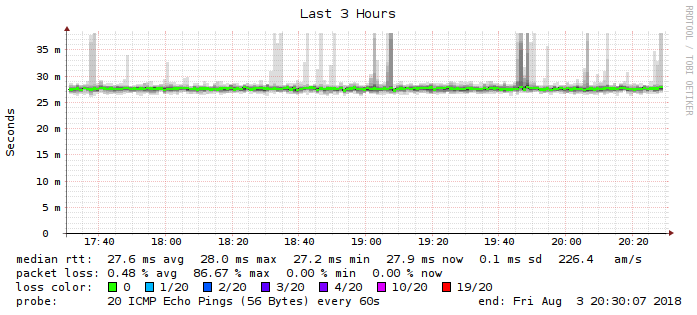 Last 3 Hours
RRDTOOL / TOBI OETIKER
Seconds
35 m
30 m
25 m
20 m
15 m
10 m
5 m
0
17:40 18:00 18:20 18:40 19:00 19:20 19:40 20:00 20:20
median rtt: 27.6 ms avg 28.0 ms max 27.2 ms min 27.9 ms now 0.1 ms sd 226.4 am/s
packet loss: 0.48 % avg 86.67 % max 0.00 % min 0.00 % now
loss color: 0 1/20 2/20 3/20 4/20 10/20 19/20
probe: 20 ICMP Echo Pings (56 Bytes) every 60s end: Fri Aug 3 20:30:07 2018